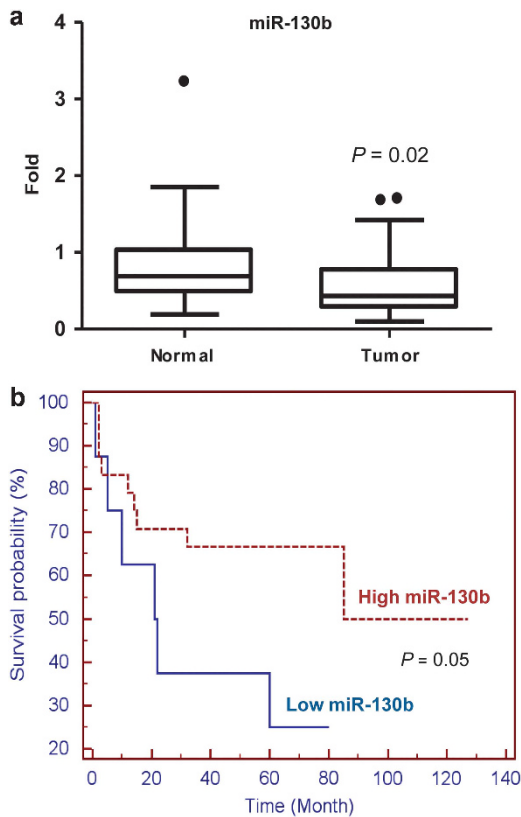 a
miR-130b
4
3
2
1
0
Fold
P = 0.02
Normal
Tumor
b
100
90
80
70
60
50
40
30
20
Survival probability (%)
High miR-130b
P = 0.05
Low miR-130b
0 20 40 60 80 100 120 140
Time (Month)